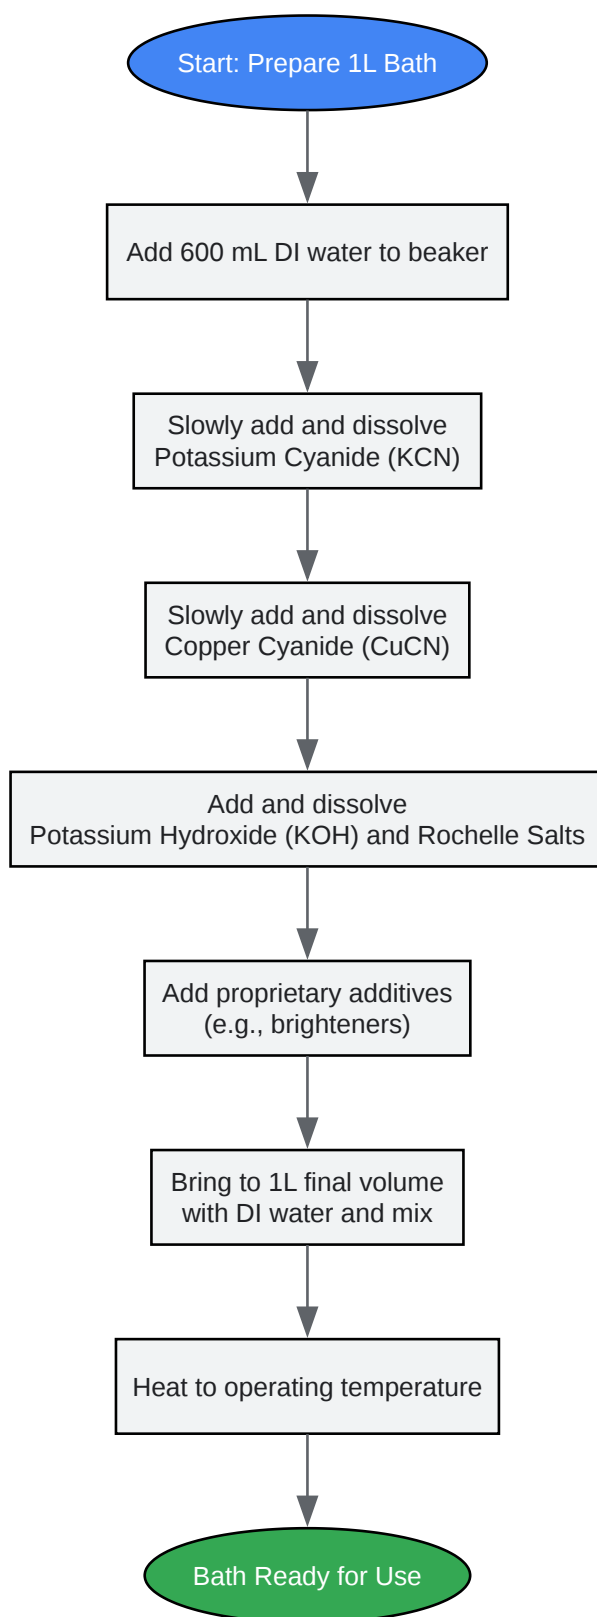 Start: Prepare 1L Bath
Add 600 mL DI water to beaker
Slowly add and dissolve
Potassium Cyanide (KCN)
Slowly add and dissolve
Copper Cyanide (CuCN)
Add and dissolve
Potassium Hydroxide (KOH) and Rochelle Salts
Add proprietary additives
(e.g., brighteners)
Bring to 1L final volume
with DI water and mix
Heat to operating temperature
Bath Ready for Use